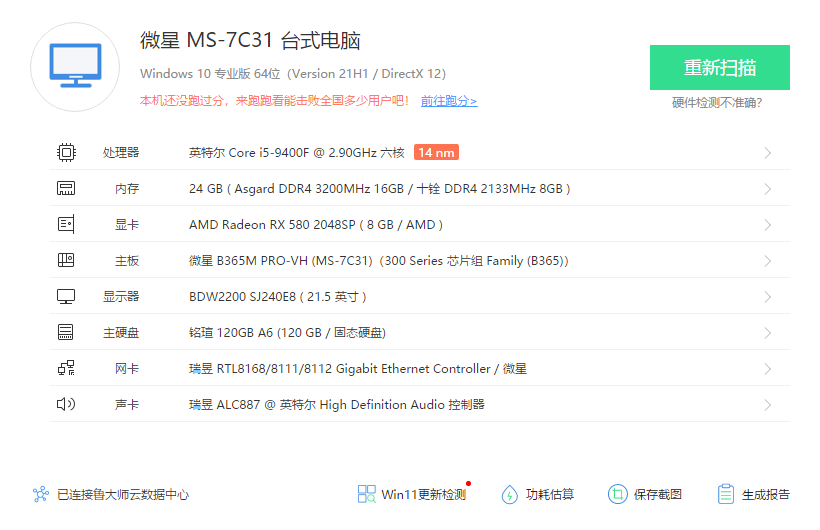 微星 MS-7C31 台式电脑
Windows 10 专业版 64位（Version 21H1 / DirectX 12）
本机还没跑过分，来跑跑看能击败全国多少用户吧！ 前往跑分>
重新扫描
硬件检测不准确？
处理器 英特尔 Core i5-9400F @ 2.90GHz 六核 14 nm
内存 24 GB ( Asgard DDR4 3200MHz 16GB / 十铨 DDR4 2133MHz 8GB )
显卡 AMD Radeon RX 580 2048SP ( 8 GB / AMD )
主板 微星 B365M PRO-VH (MS-7C31)（300 Series 芯片组 Family (B365)）
显示器 BDW2200 SJ240E8 ( 21.5 英寸 )
主硬盘 铭瑄 120GB A6 (120 GB / 固态硬盘)
网卡 瑞昱 RTL8168/8111/8112 Gigabit Ethernet Controller / 微星
声卡 瑞昱 ALC887 @ 英特尔 High Definition Audio 控制器
已连接鲁大师云数据中心 Win11更新检测 功耗估算 保存截图 生成报告